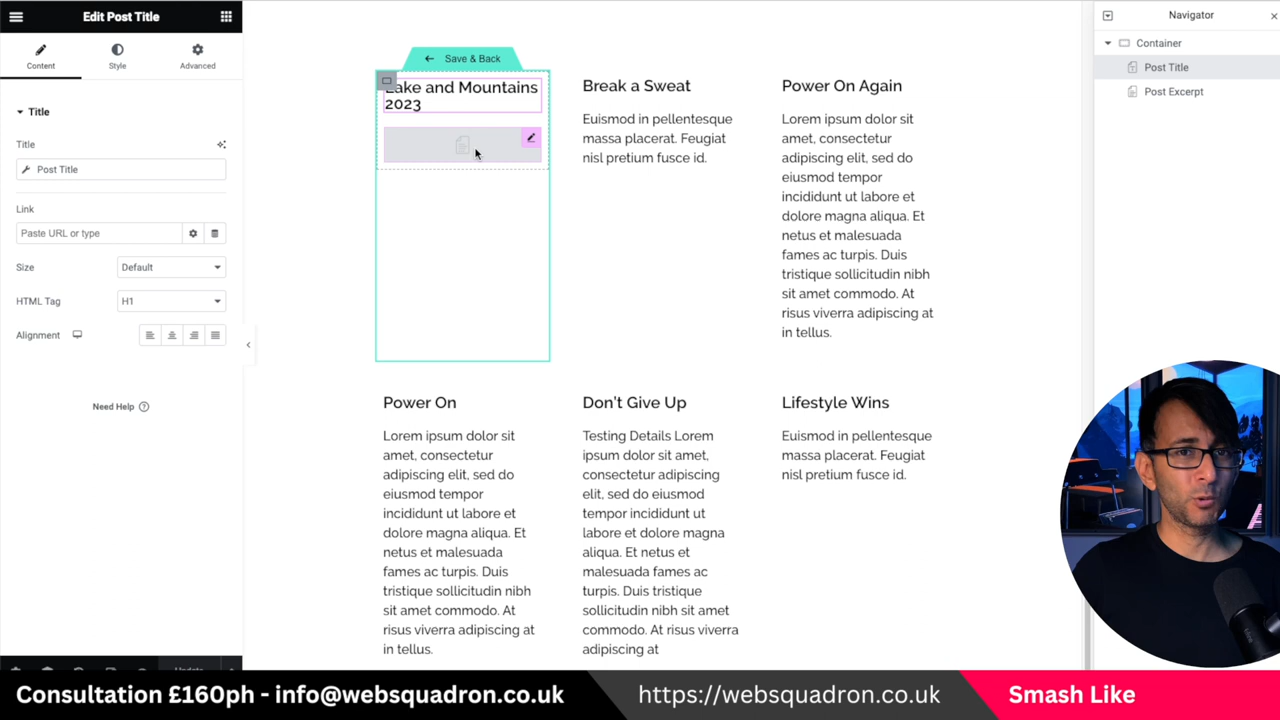 Edit Post Title
Content
Style
Advanced
Title
Title
Post Title
Link
Paste URL or type
Size
Default
HTML Tag
H1
Alignment
Need Help
Save & Back
Lake and Mountains
2023
Break a Sweat
Euismod in pellentesque
massa placerat. Feugiat
nisl pretium fusce id.
Power On Again
Lorem ipsum dolor sit
amet, consectetur
adipiscing elit, sed do
eiusmod tempor
incididunt ut labore et
dolore magna aliqua. Et
netus et malesuada
fames ac turpis. Duis
tristique sollicitudin nibh
sit amet commodo. At
risus viverra adipiscing at
in tellus.
Power On
Lorem ipsum dolor sit
amet, consectetur
adipiscing elit, sed do
eiusmod tempor
incididunt ut labore et
dolore magna aliqua. Et
netus et malesuada
fames ac turpis. Duis
tristique sollicitudin nibh
sit amet commodo. At
risus viverra adipiscing at
in tellus.
Don't Give Up
Testing Details Lorem
ipsum dolor sit amet,
consectetur adipiscing
elit, sed do eiusmod
tempor incididunt ut
labore et dolore magna
aliqua. Et netus et
malesuada fames ac
turpis. Duis tristique
sollicitudin nibh sit amet
commodo. At risus viverra
adipiscing at
Lifestyle Wins
Euismod in pellentesque
massa placerat. Feugiat
nisl pretium fusce id.
Navigator
Container
Post Title
Post Excerpt
Consultation £160ph - info@websquadron.co.uk
https://websquadron.co.uk
Smash Like